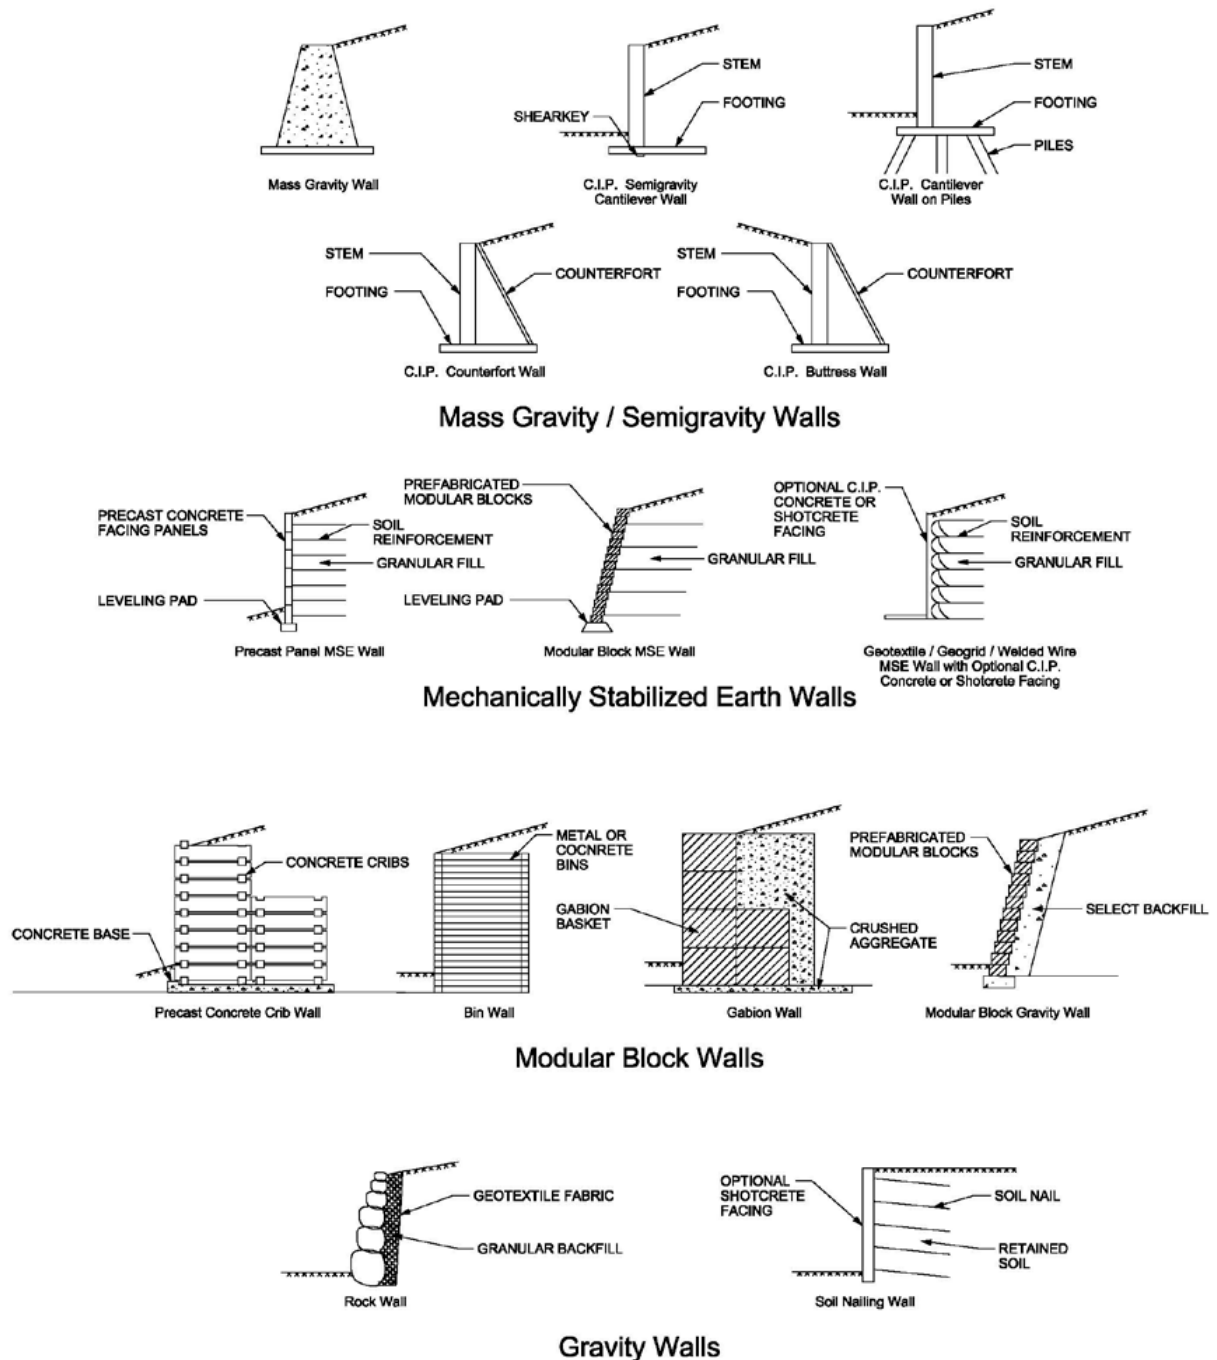 STEM
FOOTING
SHEARKEY
STEM
FOOTING
PILES
Mass Gravity Wall
C.I.P. Semigravity
Cantilever Wall
C.I.P. Cantilever
Wall on Piles
STEM
FOOTING
COUNTERFORT
STEM
FOOTING
COUNTERFORT
C.I.P. Counterfort Wall
C.I.P. Buttress Wall
Mass Gravity / Semigravity Walls
PRECAST CONCRETE
FACING PANELS
SOIL
REINFORCEMENT
GRANULAR FILL
LEVELING PAD
Precast Panel MSE Wall
PREFABRICATED
MODULAR BLOCKS
GRANULAR FILL
LEVELING PAD
Modular Block MSE Wall
OPTIONAL C.I.P.
CONCRETE OR
SHOTCRETE
FACING
SOIL
REINFORCEMENT
GRANULAR FILL
Geotextile / Geogrid / Welded Wire
MSE Wall with Optional C.I.P.
Concrete or Shotcrete Facing
Mechanically Stabilized Earth Walls
CONCRETE CRIBS
CONCRETE BASE
Precast Concrete Crib Wall
METAL OR
COCNRETE
BINS
Bin Wall
GABION
BASKET
CRUSHED
AGGREGATE
Gabion Wall
PREFABRICATED
MODULAR BLOCKS
SELECT BACKFILL
Modular Block Gravity Wall
Modular Block Walls
GEOTEXTILE FABRIC
GRANULAR BACKFILL
Rock Wall
OPTIONAL
SHOTCRETE
FACING
SOIL NAIL
RETAINED
SOIL
Soil Nailing Wall
Gravity Walls